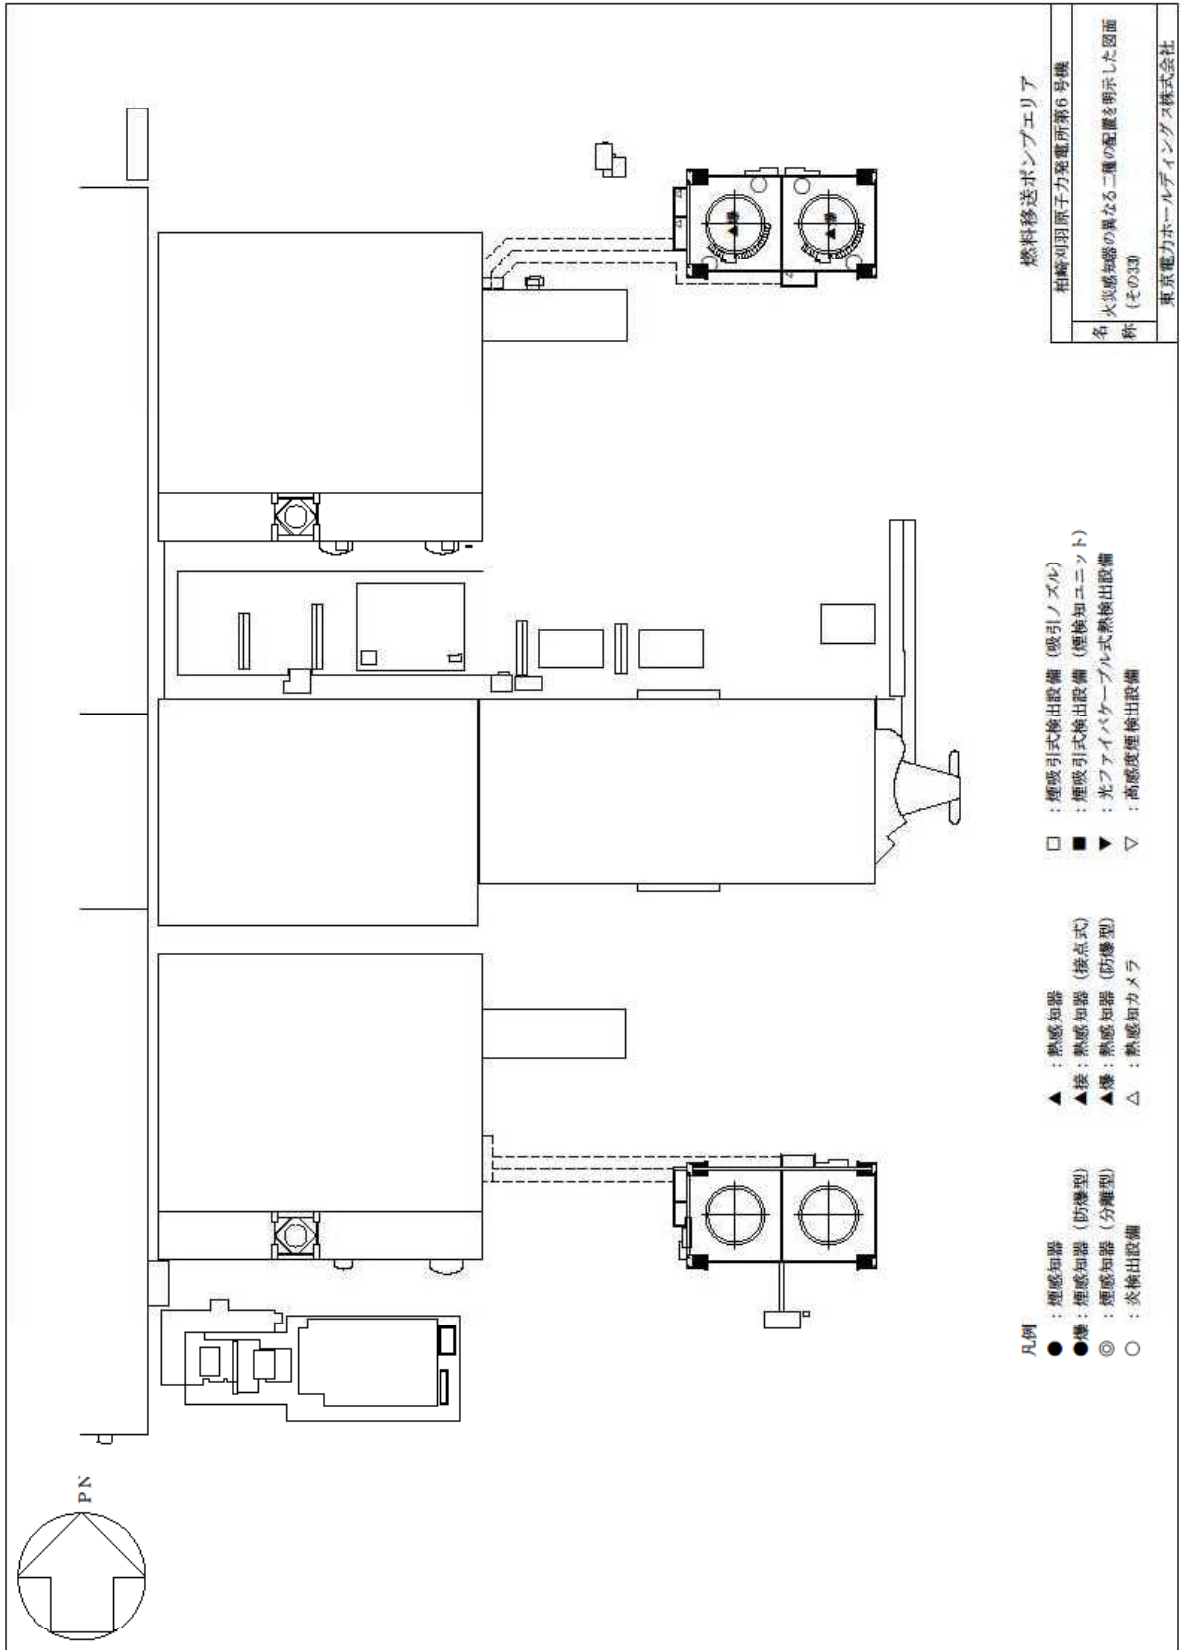 PN
▲爆
▲爆
△
△
△
燃料移送ポンプエリア
凡例
● ：煙感知器
●爆：煙感知器（防爆型）
◎ ：煙感知器（分離型）
○ ：炎検出設備
▲ ：熱感知器
▲接：熱感知器（接点式）
▲爆：熱感知器（防爆型）
△ ：熱感知カメラ
□ ：煙吸引式検出設備（吸引ノズル）
■ ：煙吸引式検出設備（煙検知ユニット）
▼ ：光ファイバケーブル式熱検出設備
▽ ：高感度煙検出設備
柏崎刈羽原子力発電所第6号機
名称
火災感知器の異なる二種の配置を明示した図面
（その33）
東京電力ホールディングス株式会社